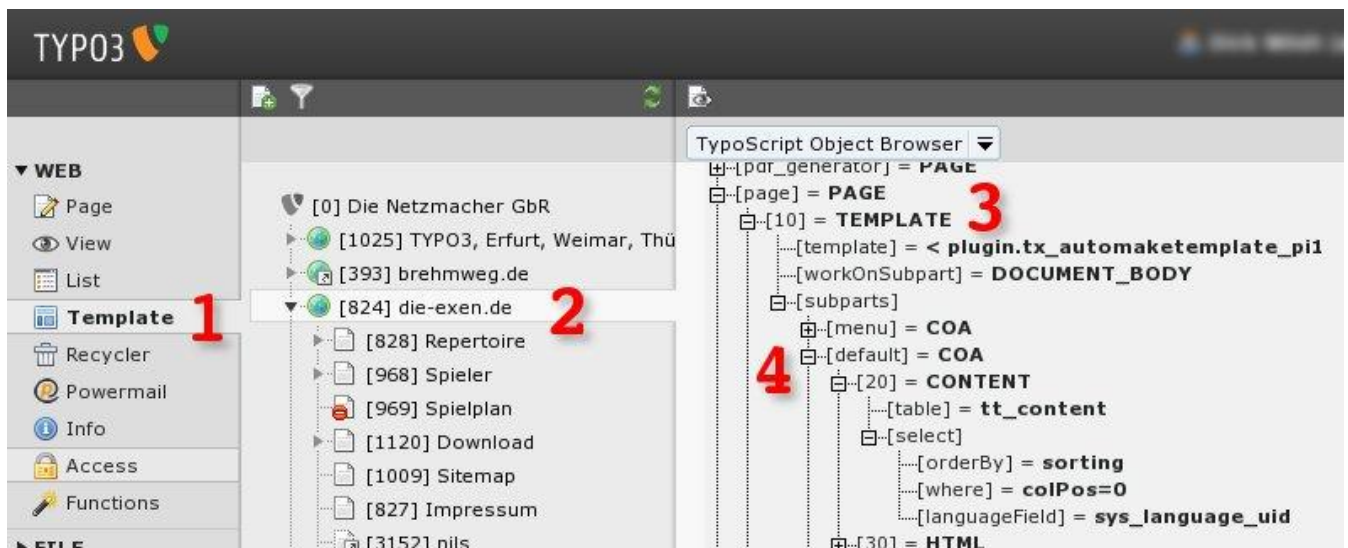 TYPO3
TypoScript Object Browser
WEB
Page
View
List
Template
Recycler
Powermail
Info
Access
Functions
FILE
1
[0] Die Netzmacher GbR
[1025] TYPO3, Erfurt, Weimar, Thü
[393] brehmweg.de
[824] die-exen.de
2
[828] Repertoire
[968] Spieler
[969] Spielplan
[1120] Download
[1009] Sitemap
[827] Impressum
[3152] nils
[pdf_generator] = PAGE
[page] = PAGE
[10] = TEMPLATE
3
[template] = < plugin.tx_automaketemplate_pi1
[workOnSubpart] = DOCUMENT_BODY
[subparts]
[menu] = COA
4
[default] = COA
[20] = CONTENT
[table] = tt_content
[select]
[orderBy] = sorting
[where] = colPos=0
[languageField] = sys_language_uid
[30] = HTML